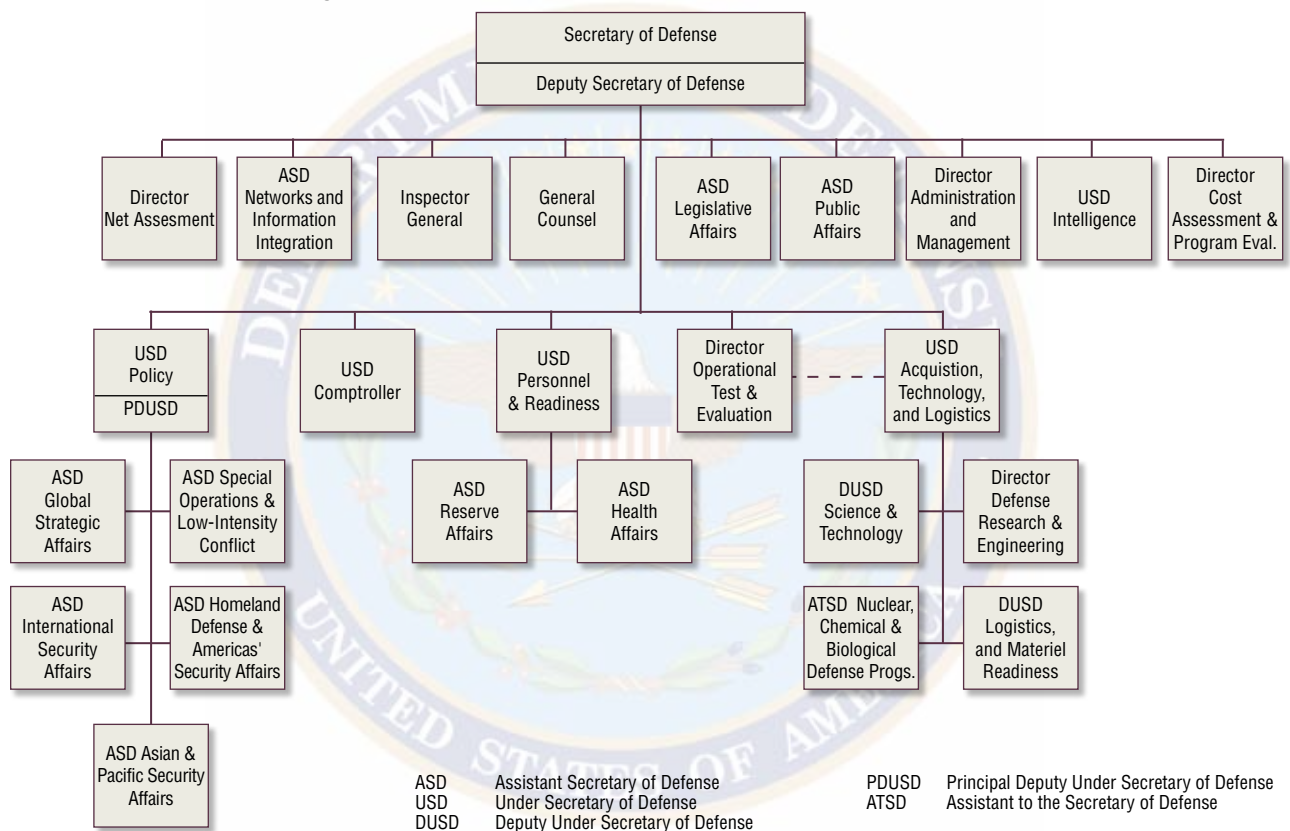 Secretary of Defense
Deputy Secretary of Defense
Director
Net Assesment
ASD
Networks and
Information
Integration
Inspector
General
General
Counsel
ASD
Legislative
Affairs
ASD
Public
Affairs
Director
Administration
and
Management
USD
Intelligence
Director
Cost
Assessment &
Program Eval.
USD
Policy
PDUSD
USD
Comptroller
USD
Personnel
& Readiness
Director
Operational
Test &
Evaluation
USD
Acquistion,
Technology,
and Logistics
ASD
Global
Strategic
Affairs
ASD Special
Operations &
Low-Intensity
Conflict
ASD
Reserve
Affairs
ASD
Health
Affairs
DUSD
Science &
Technology
Director
Defense
Research &
Engineering
ASD
International
Security
Affairs
ASD Homeland
Defense &
Americas'
Security Affairs
ATSD Nuclear,
Chemical &
Biological
Defense Progs.
DUSD
Logistics,
and Materiel
Readiness
ASD Asian &
Pacific Security
Affairs
ASD Assistant Secretary of Defense
USD Under Secretary of Defense
DUSD Deputy Under Secretary of Defense
PDUSD Principal Deputy Under Secretary of Defense
ATSD Assistant to the Secretary of Defense
UNITED STATES OF AMERICA